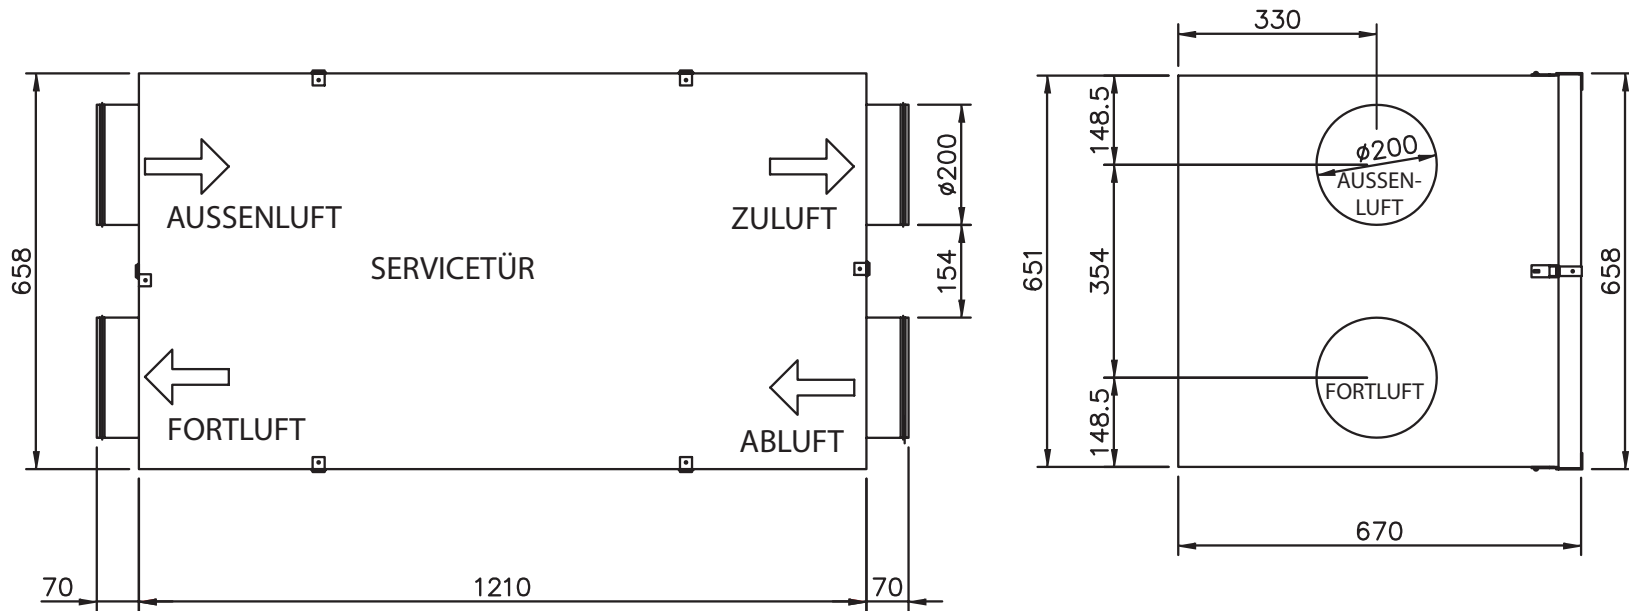 330
148.5
ø200
AUSSEN-
LUFT
ø200
AUSSENLUFT
ZULUFT
658
SERVICETÜR
154
651
354
658
FORTLUFT
ABLUFT
FORTLUFT
148.5
670
70
1210
70